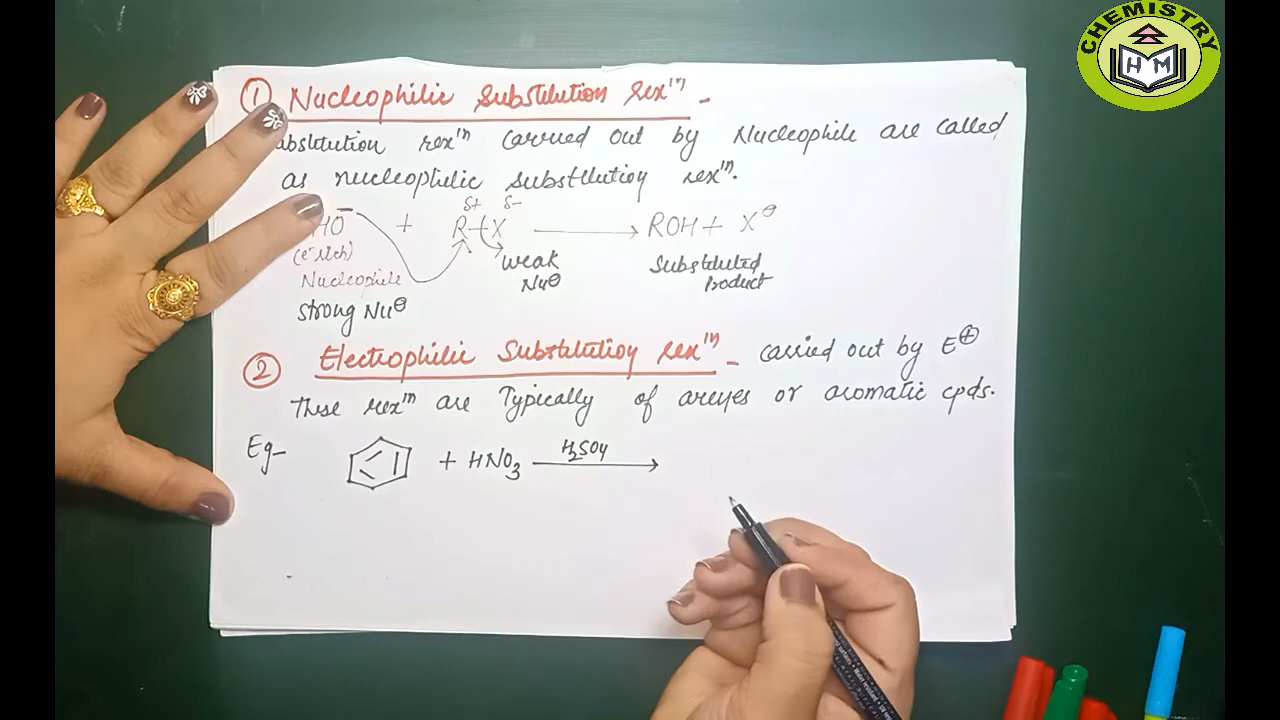 CHEMISTRY
HM
① Nucleophilic Substitution rexⁿ -
ubstitution rexⁿ carried out by Nucleophile are called
as nucleophilic substitution rexⁿ.
δ+ δ-
HO⁻ + R-X → ROH + X⊖
(e⁻ rich)
Nucleophile
strong Nu⊖
weak
Nu⊖
Substituted
Product
② Electrophilic Substitution rexⁿ - carried out by E⊕
These rexⁿ are Typically of arenes or aromatic cpds.
Eg- + HNO₃ H₂SO₄ →